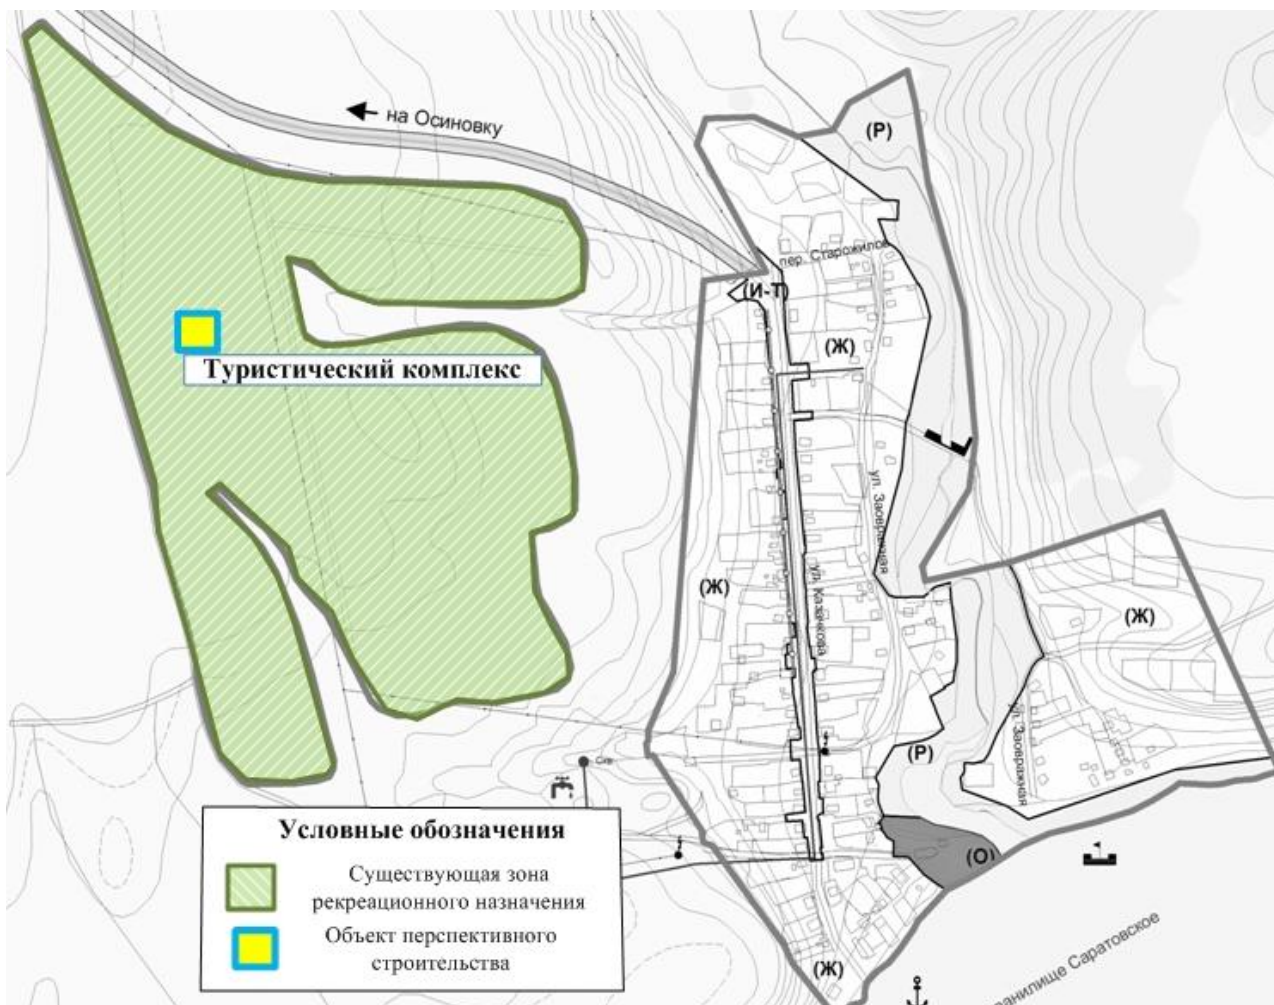 на Осиновку
(Р)
пер. Старожилов
(И-Т)
(Ж)
Туристический комплекс
ул. Заовражная
(Ж)
ул. Казачкова
(Ж)
ул. Заовражная
(Р)
(О)
(Ж)
Саратовское
Условные обозначения
Существующая зона
рекреационного назначения
Объект перспективного
строительства